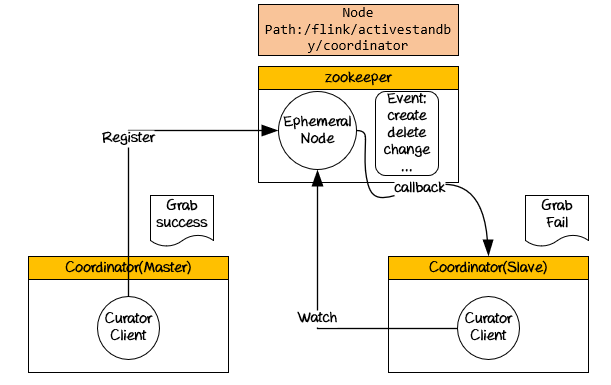 Node
Path:/flink/activestandb
y/coordinator
zookeeper
Ephemeral
Node
Event:
create
delete
change
...
Register
callback
Grab
success
Grab
Fail
Coordinator(Master)
Coordinator(Slave)
Curator
Client
Watch
Curator
Client